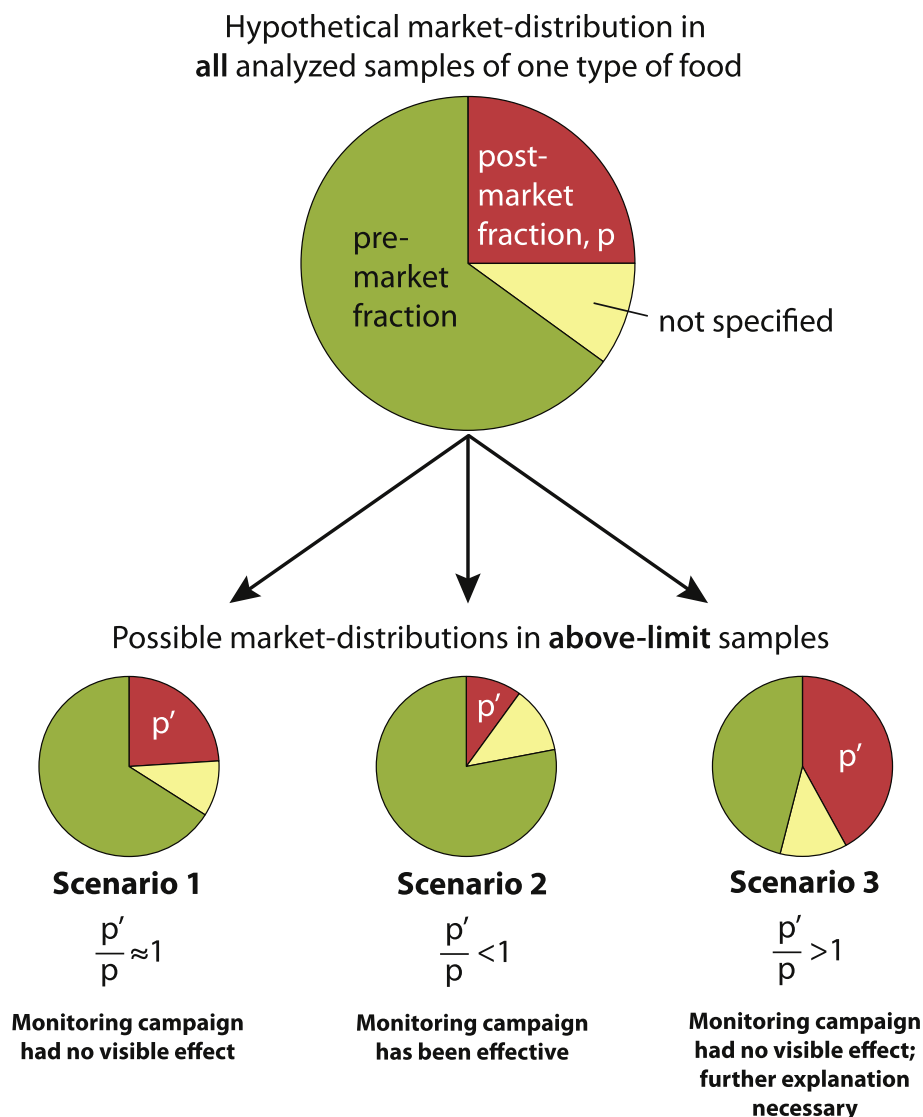 Hypothetical market-distribution in
all analyzed samples of one type of food
post-
market
fraction, p
pre-
market
fraction
not specified
Possible market-distributions in above-limit samples
p′
p′
p′
Scenario 1
Scenario 2
Scenario 3
p′/p ≈1
p′/p <1
p′/p >1
Monitoring campaign
had no visible effect
Monitoring campaign
has been effective
Monitoring campaign
had no visible effect;
further explanation
necessary